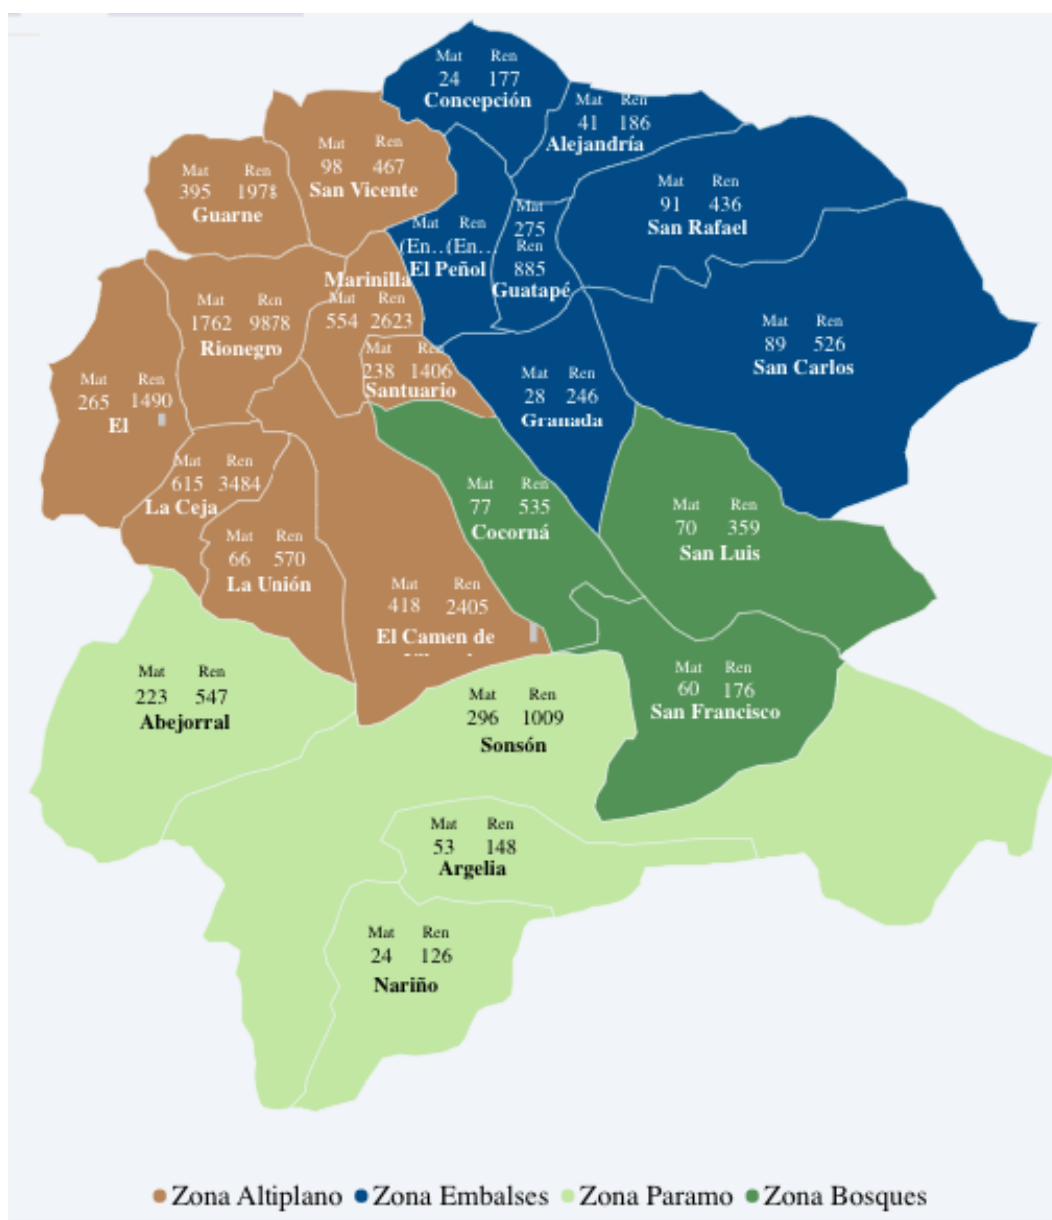 Mat Ren
24 177
Concepción
Mat Ren
41 186
Alejandría
Mat Ren
98 467
San Vicente
Mat Ren
395 1978
Guarne
Mat Ren
91 436
San Rafael
Mat Ren
(En...(En...
El Peñol
Mat
275
Ren
885
Guatapé
Marinilla
Mat Ren
554 2623
Mat Ren
1762 9878
Rionegro
Mat Ren
89 526
San Carlos
Mat Ren
238 1406
Santuario
Mat Ren
265 1490
El
Mat Ren
28 246
Granada
Mat Ren
615 3484
La Ceja
Mat Ren
77 535
Cocorná
Mat Ren
70 359
San Luis
Mat Ren
66 570
La Unión
Mat Ren
418 2405
El Camen de
Mat Ren
60 176
San Francisco
Mat Ren
223 547
Abejorral
Mat Ren
296 1009
Sonsón
Mat Ren
53 148
Argelia
Mat Ren
24 126
Nariño
Zona Altiplano Zona Embalses Zona Paramo Zona Bosques